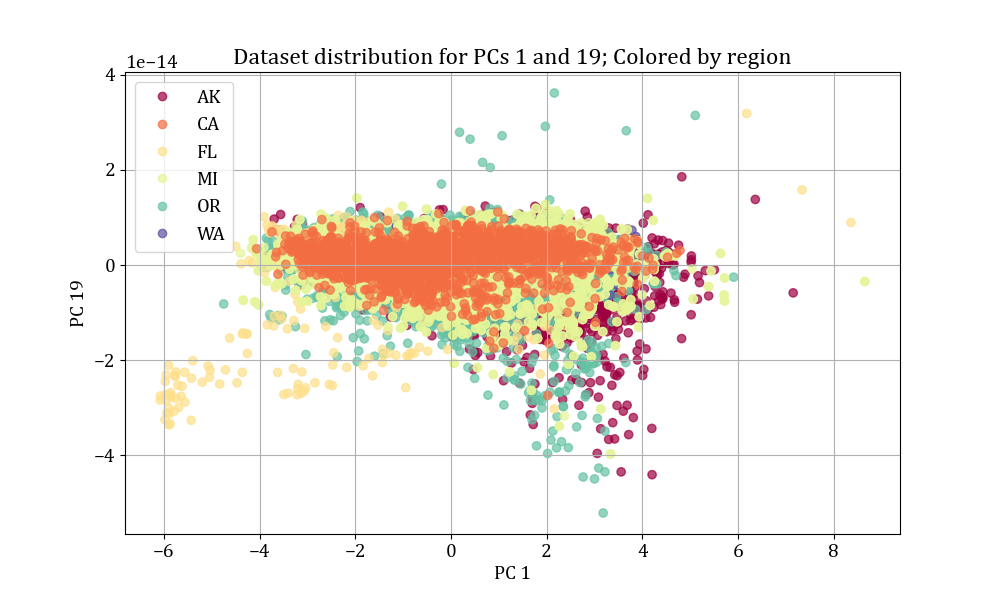 Dataset distribution for PCs 1 and 19; Colored by region
1e−14
4
2
0
−2
−4
PC 19
AK
CA
FL
MI
OR
WA
−6 −4 −2 0 2 4 6 8
PC 1